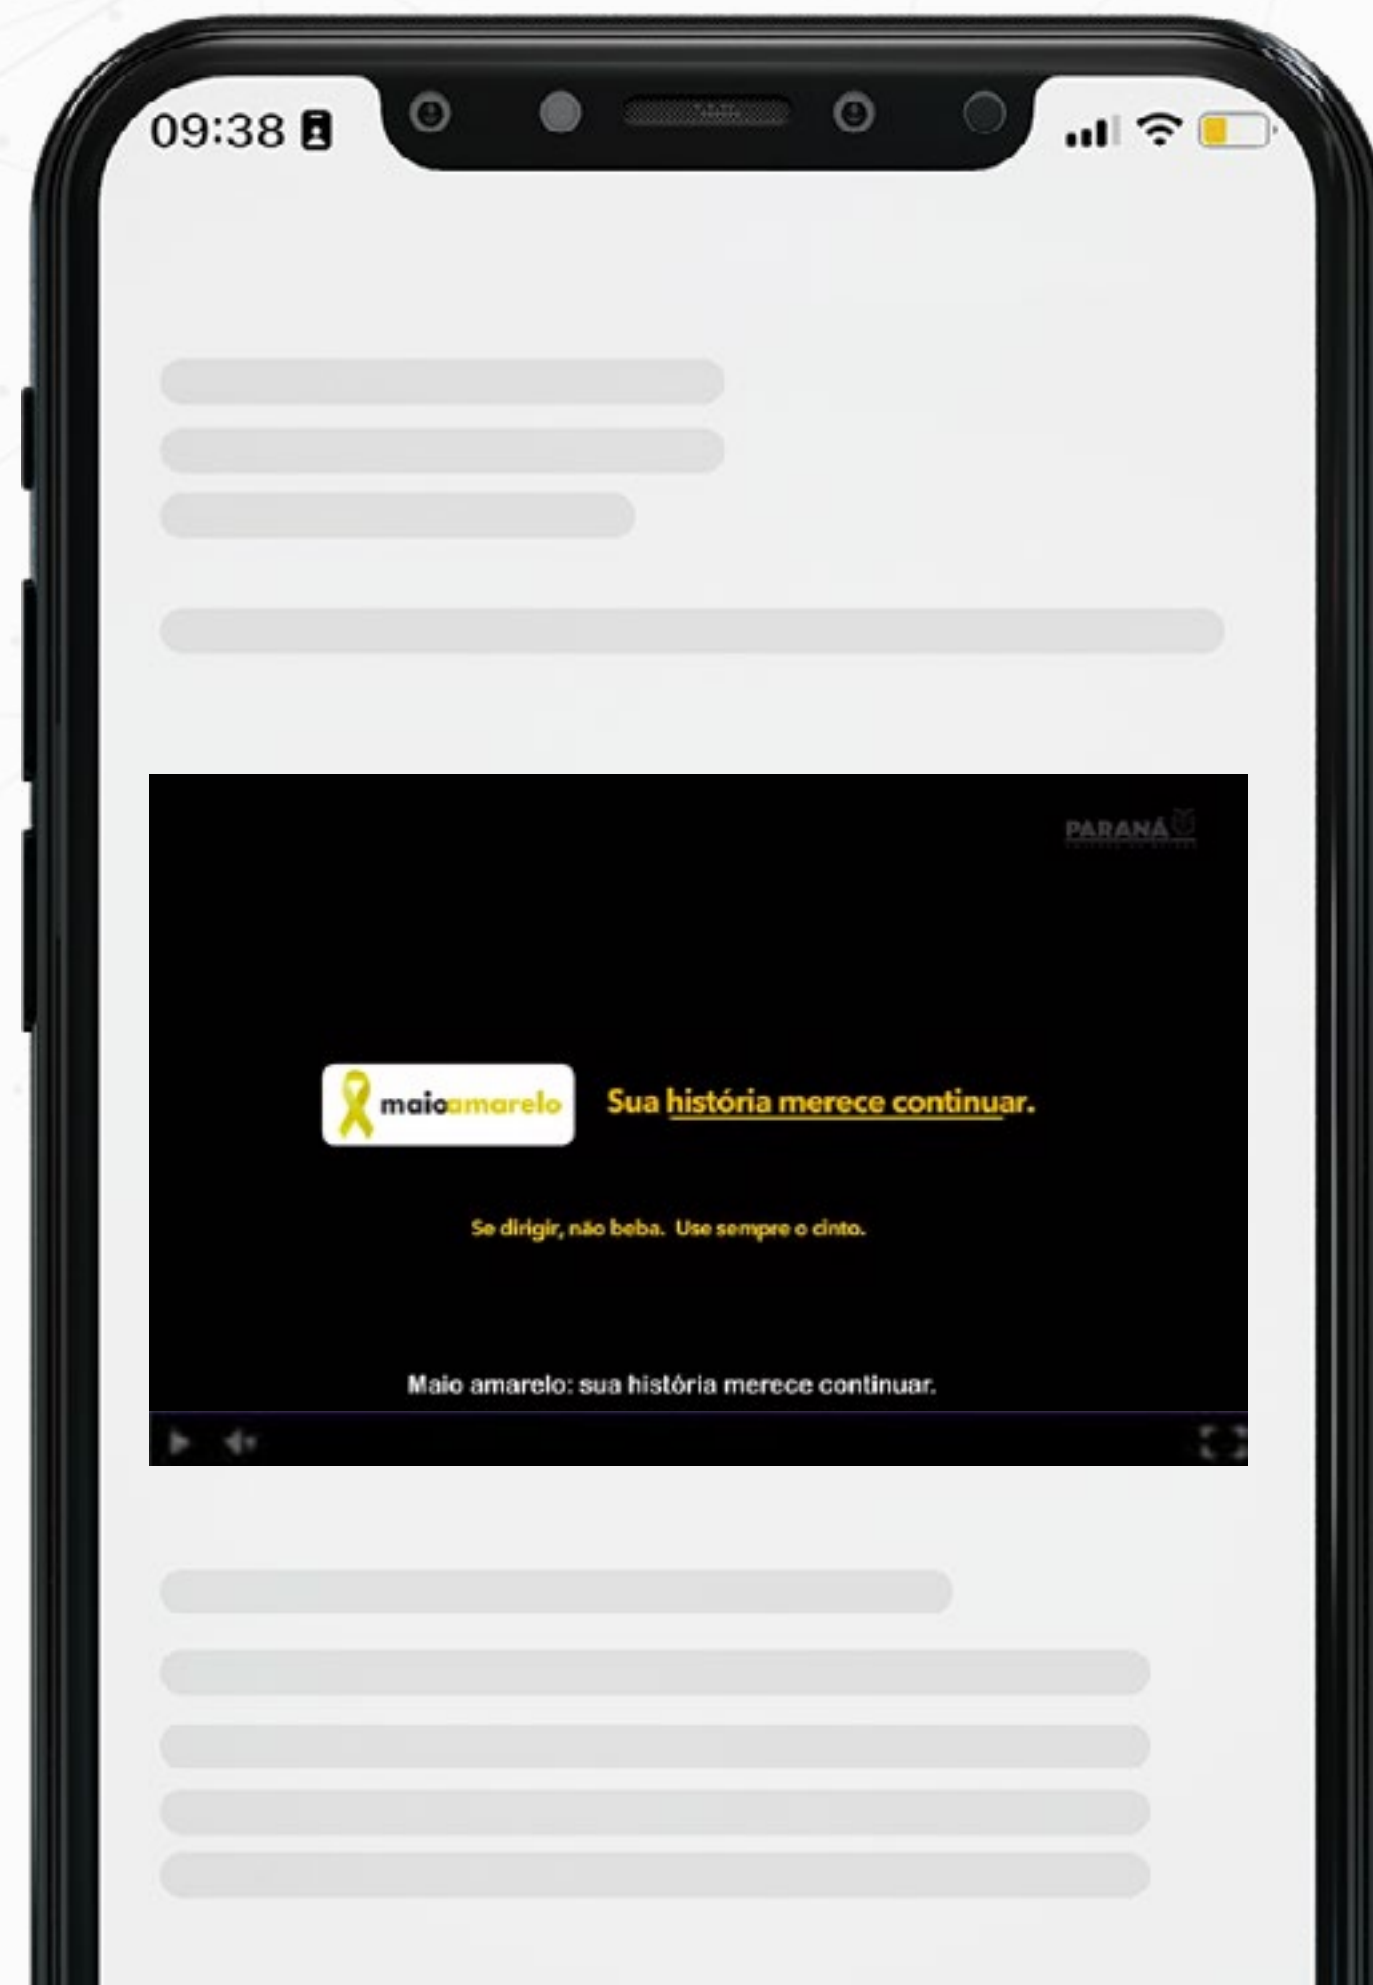 09:38
PARANÁ
maioamarelo
Sua história merece continuar.
Se dirigir, não beba. Use sempre o cinto.
Maio amarelo: sua história merece continuar.